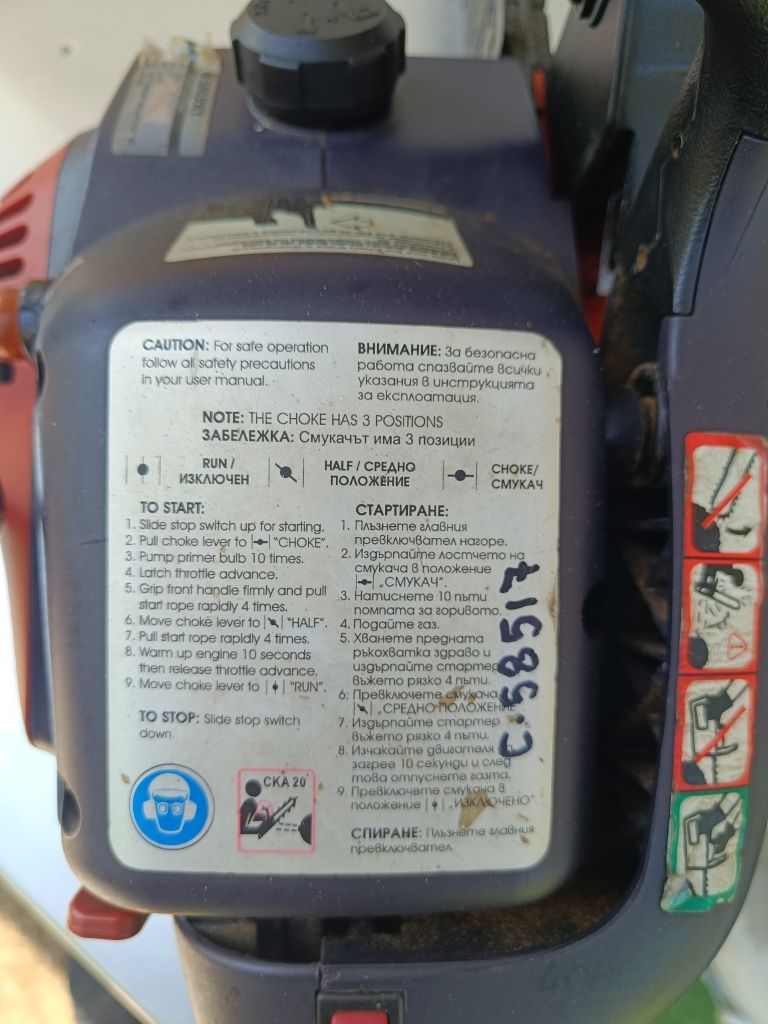 CAUTION: For safe operation
follow all safety precautions
in your user manual.
ВНИМАНИЕ: За безопасна
работа спазвайте всички
указания в инструкцията
за експлоатация.
NOTE: THE CHOKE HAS 3 POSITIONS
ЗАБЕЛЕЖКА: Смукачът има 3 позиции
RUN /
ИЗКЛЮЧЕН
HALF / СРЕДНО
ПОЛОЖЕНИЕ
CHOKE/
СМУКАЧ
TO START:
1. Slide stop switch up for starting.
2. Pull choke lever to "CHOKE".
3. Pump primer bulb 10 times.
4. Latch throttle advance.
5. Grip front handle firmly and pull
start rope rapidly 4 times.
6. Move choke lever to "HALF".
7. Pull start rope rapidly 4 times.
8. Warm up engine 10 seconds
then release throttle advance.
9. Move choke lever to "RUN".
TO STOP: Slide stop switch
down.
СТАРТИРАНЕ:
1. Плъзнете главния
превключвател нагоре.
2. Издърпайте лостчето на
смукача в положение
„СМУКАЧ".
3. Натиснете 10 пъти
помпата за горивото.
4. Подайте газ.
5. Хванете предната
ръкохватка здраво и
издърпайте стартер
въжето рязко 4 пъти.
6. Превключете смукача
„СРЕДНО ПОЛОЖЕНИЕ
7. Издърпайте стартер
въжето рязко 4 пъти.
8. Изчакайте двигателя
загрее 10 секунди и след
това отпуснете газта.
9. Превключете смукача в
положение „ИЗКЛЮЧЕНО"
СПИРАНЕ: Плъзнете главния
превключвател.
СКА 20°
С.58517